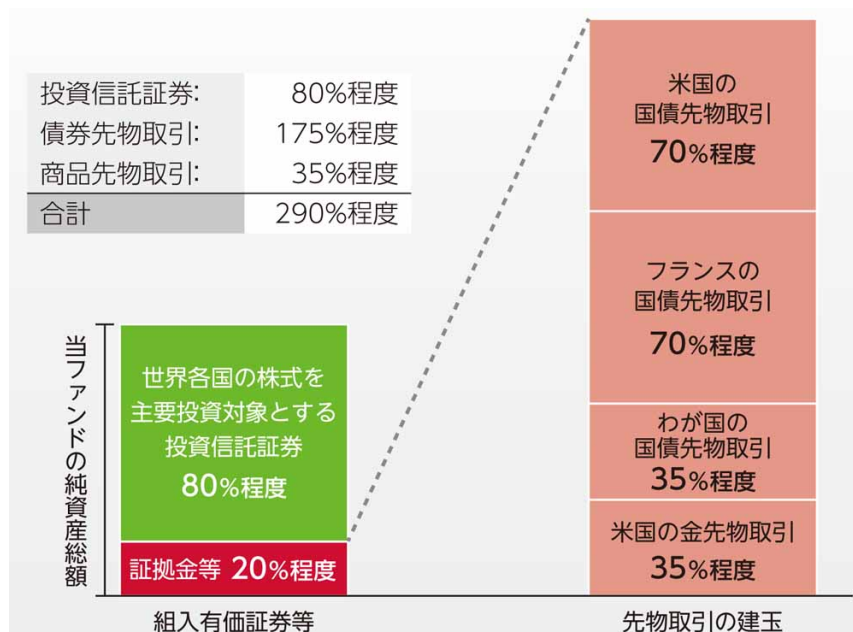 投資信託証券: 80%程度
債券先物取引: 175%程度
商品先物取引: 35%程度
合計 290%程度
当ファンドの純資産総額
世界各国の株式を
主要投資対象とする
投資信託証券
80%程度
証拠金等 20%程度
組入有価証券等
米国の
国債先物取引
70%程度
フランスの
国債先物取引
70%程度
わが国の
国債先物取引
35%程度
米国の金先物取引
35%程度
先物取引の建玉